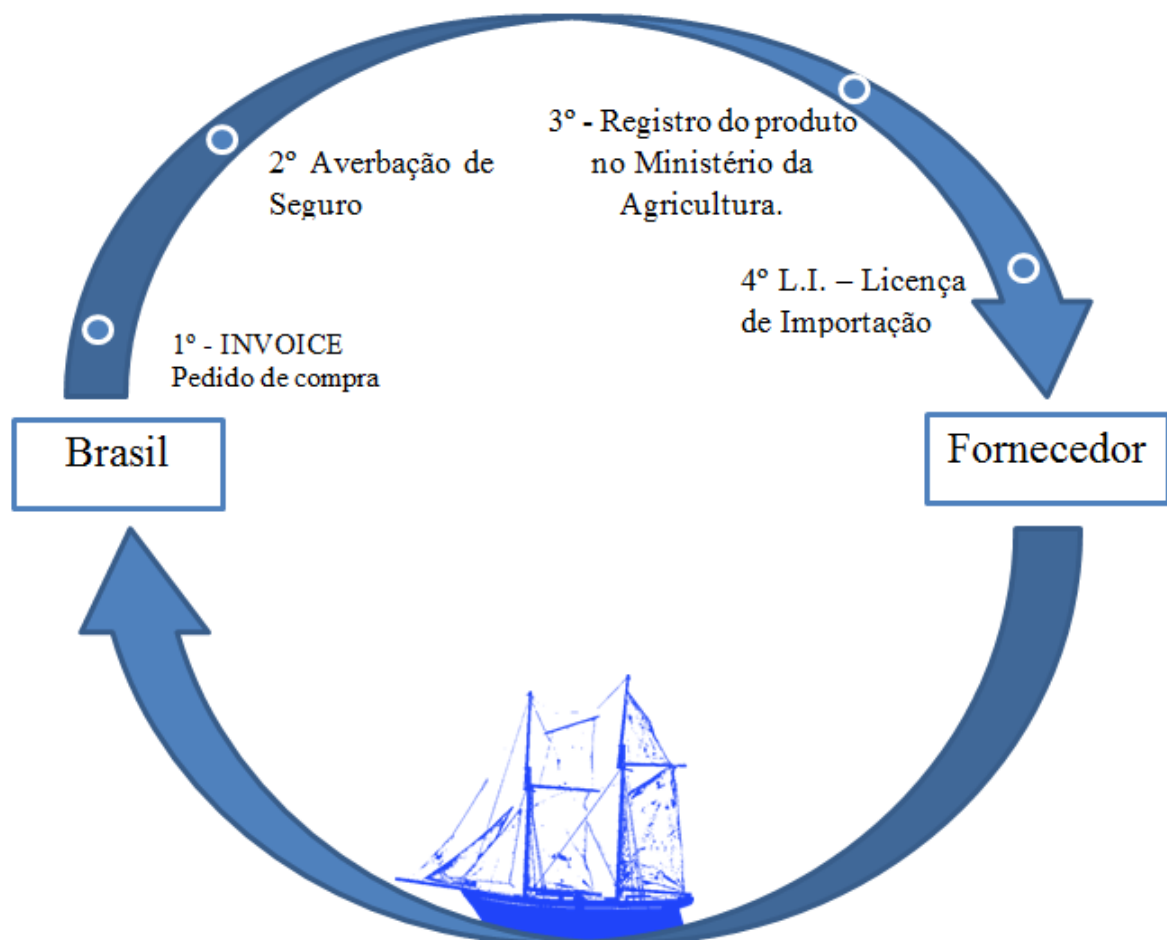 1º - INVOICE
Pedido de compra
2º Averbação de
Seguro
3º - Registro do produto
no Ministério da
Agricultura.
4º L.I. – Licença
de Importação
Brasil
Fornecedor